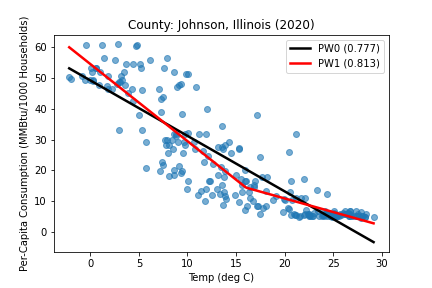 County: Johnson, Illinois (2020)
PW0 (0.777)
PW1 (0.813)
Per-Capita Consumption (MMBtu/1000 Households)
60
50
40
30
20
10
0
0 5 10 15 20 25 30
Temp (deg C)